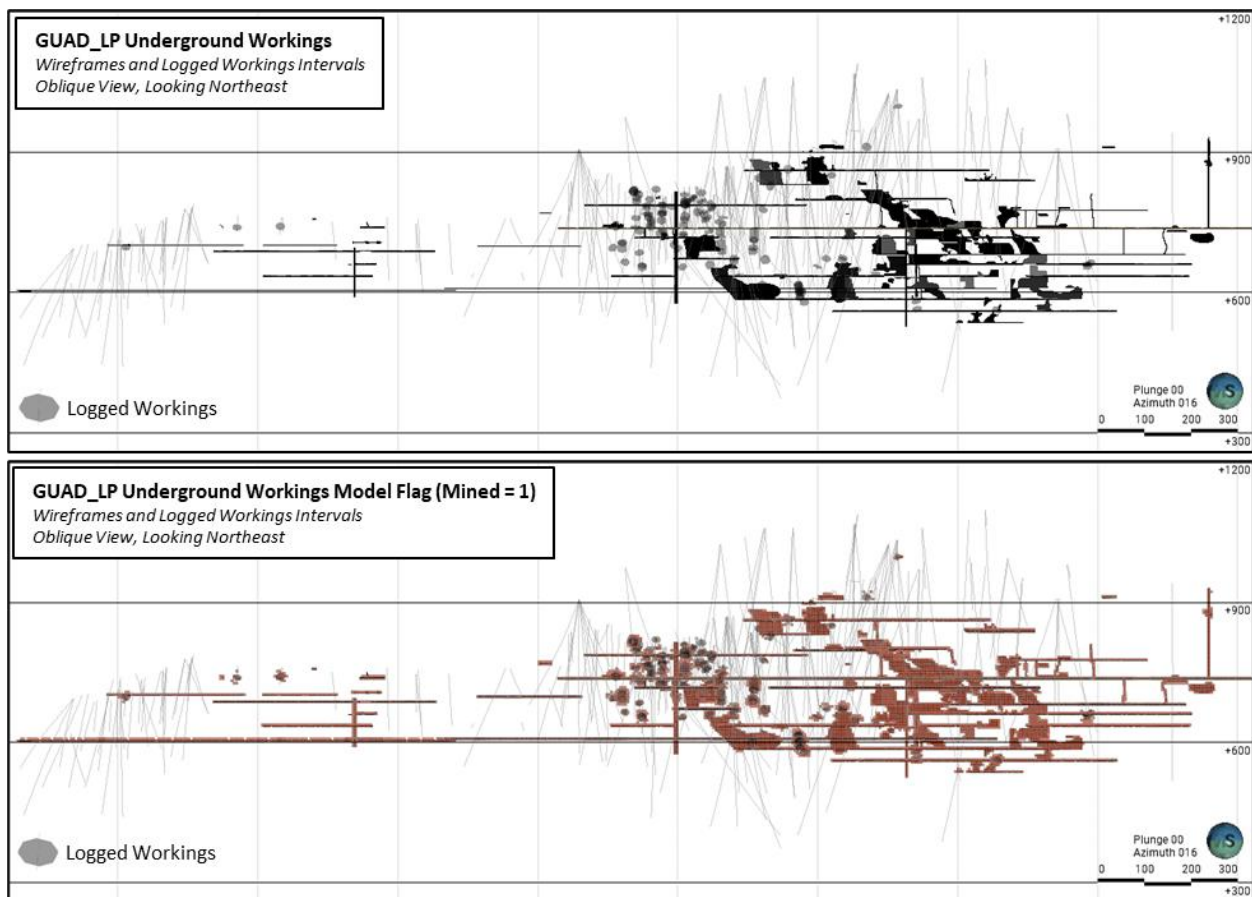 GUAD_LP Underground Workings
Wireframes and Logged Workings Intervals
Oblique View, Looking Northeast
+1200
+900
+600
Logged Workings
Plunge 00
Azimuth 016
S
0 100 200 300
+300
GUAD_LP Underground Workings Model Flag (Mined = 1)
Wireframes and Logged Workings Intervals
Oblique View, Looking Northeast
+1200
+900
+600
Logged Workings
Plunge 00
Azimuth 016
S
0 100 200 300
+300